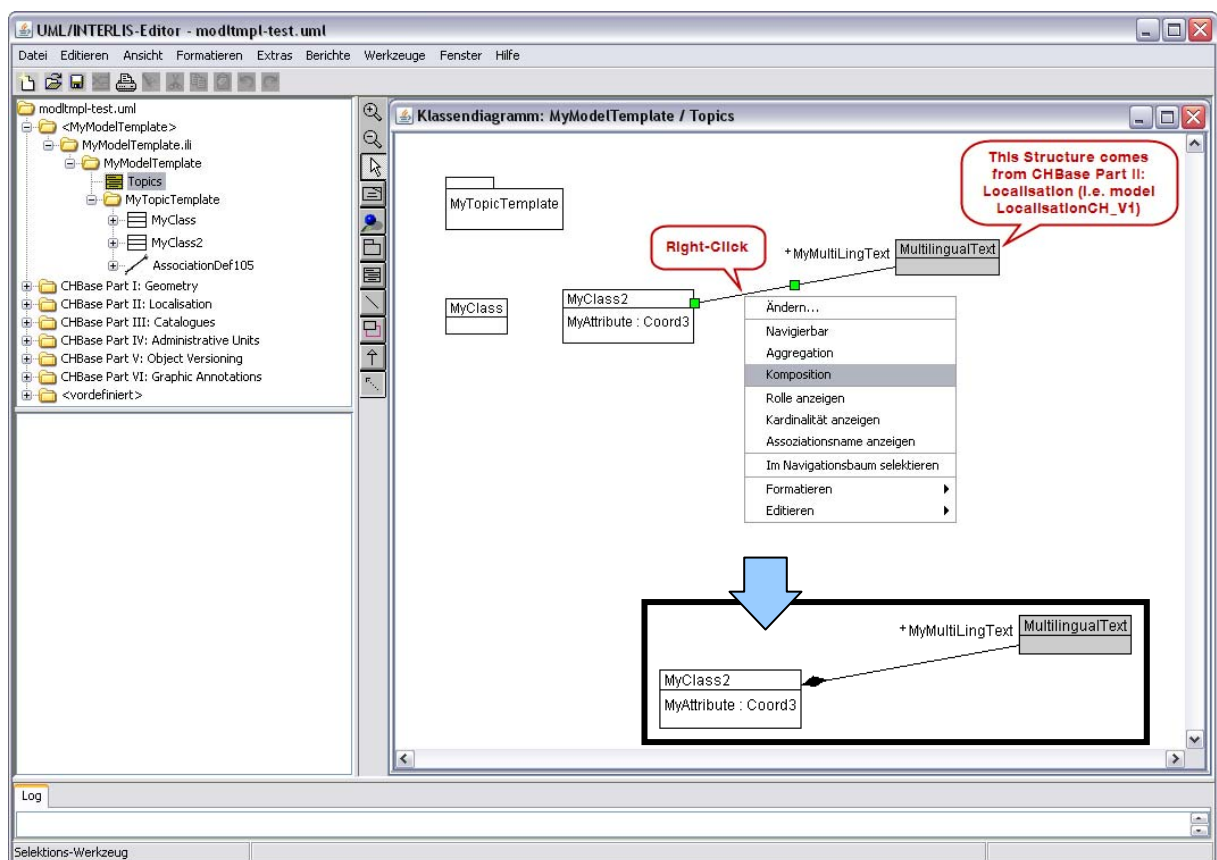 UML/INTERLIS-Editor - modltmpl-test.uml
Datei Editieren Ansicht Formatieren Extras Berichte Werkzeuge Fenster Hilfe
modltmpl-test.uml
<MyModelTemplate>
MyModelTemplate.ili
MyModelTemplate
Topics
MyTopicTemplate
MyClass
MyClass2
AssociationDef105
CHBase Part I: Geometry
CHBase Part II: Localisation
CHBase Part III: Catalogues
CHBase Part IV: Administrative Units
CHBase Part V: Object Versioning
CHBase Part VI: Graphic Annotations
<vordefiniert>
Klassendiagramm: MyModelTemplate / Topics
This Structure comes
from CHBase Part II:
Localisation (i.e. model
LocalisationCH_V1)
MyTopicTemplate
Right-Click
+MyMultiLingText
MultilingualText
MyClass
MyClass2
MyAttribute : Coord3
Ändern...
Navigierbar
Aggregation
Komposition
Rolle anzeigen
Kardinalität anzeigen
Assoziationsname anzeigen
Im Navigationsbaum selektieren
Formatieren
Editieren
+MyMultiLingText
MultilingualText
MyClass2
MyAttribute : Coord3
Log
Selektions-Werkzeug